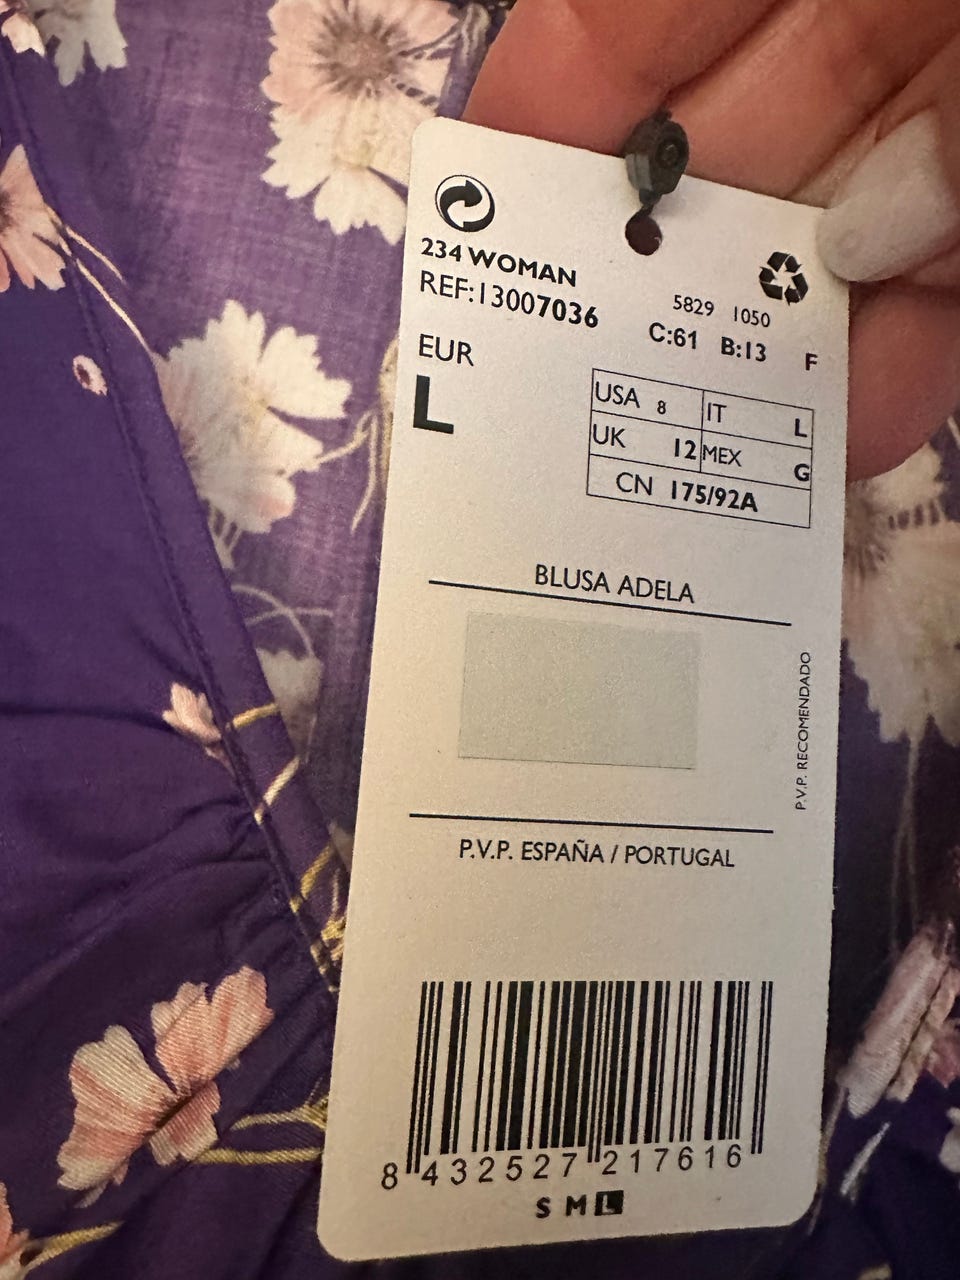 234 WOMAN
REF:13007036
5829 1050
C:61 B:13 F
EUR
L
USA 8 IT L
UK 12 MEX G
CN 175/92A
BLUSA ADELA
P.V.P. RECOMENDADO
P.V.P. ESPAÑA / PORTUGAL
8 432527 217616
S M L